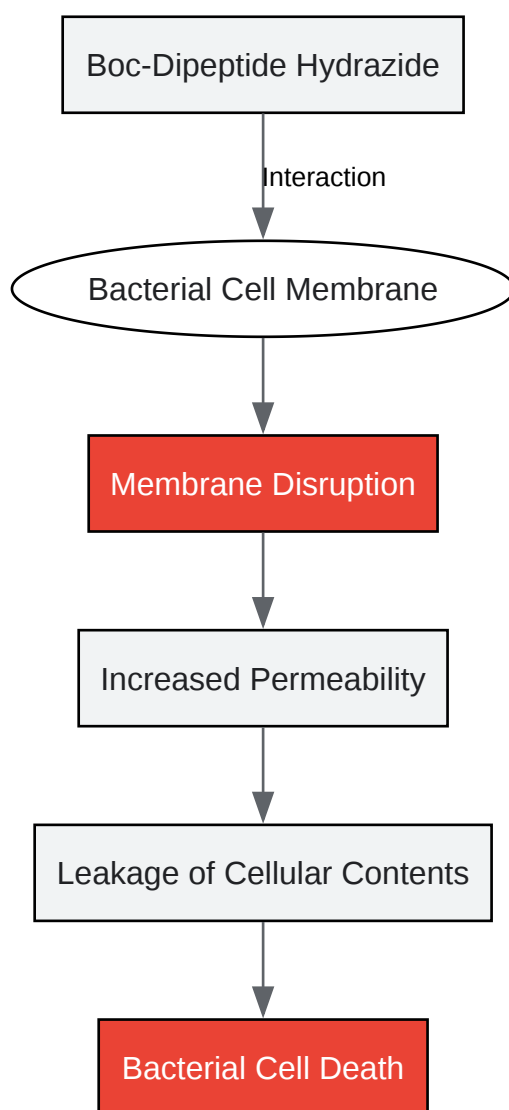 Boc-Dipeptide Hydrazide
Interaction
Bacterial Cell Membrane
Membrane Disruption
Increased Permeability
Leakage of Cellular Contents
Bacterial Cell Death